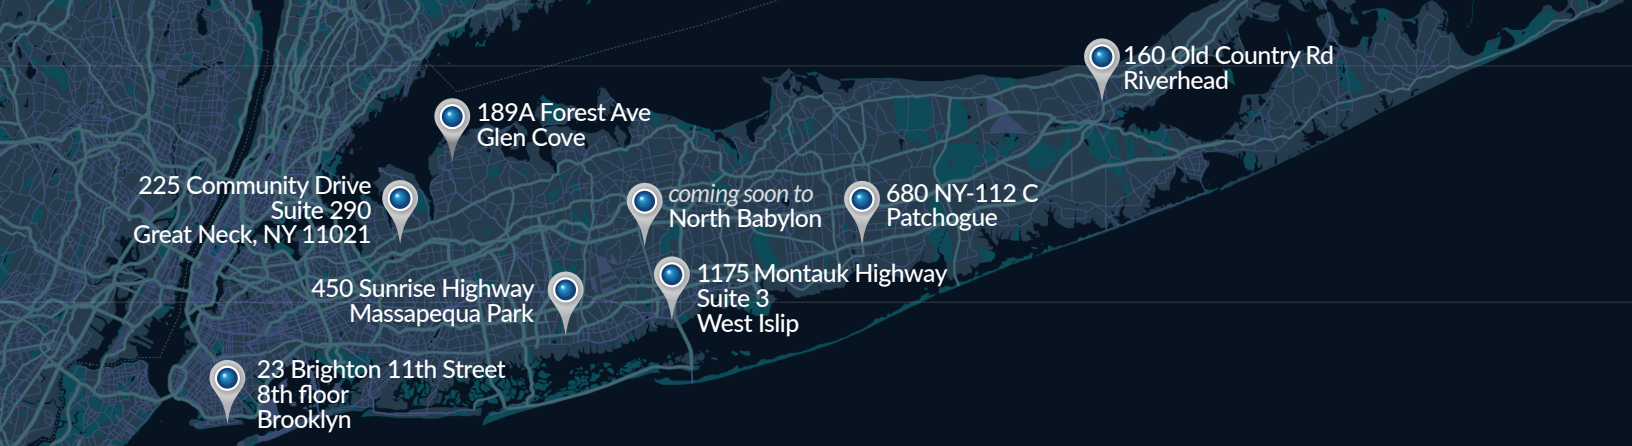 160 Old Country Rd
Riverhead
189A Forest Ave
Glen Cove
225 Community Drive
Suite 290
Great Neck, NY 11021
coming soon to
North Babylon
680 NY-112 C
Patchogue
450 Sunrise Highway
Massapequa Park
1175 Montauk Highway
Suite 3
West Islip
23 Brighton 11th Street
8th floor
Brooklyn